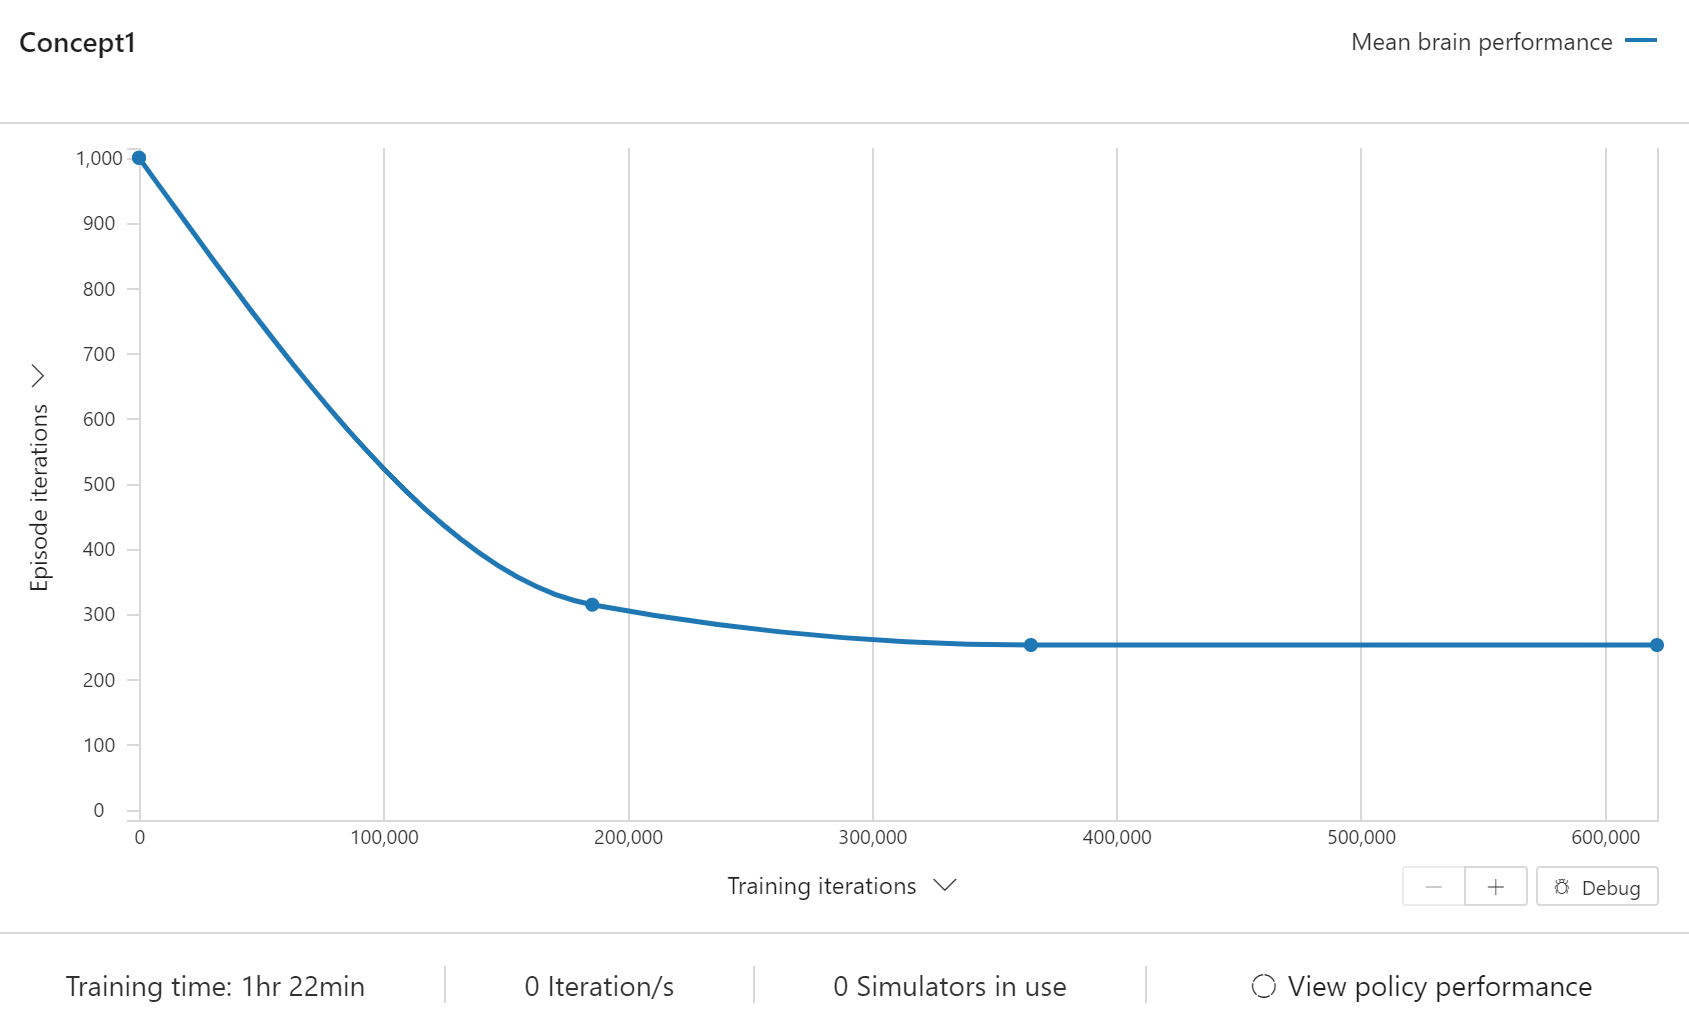 Concept1
Mean brain performance
1,000
900
800
700
600
500
400
300
200
100
0
Episode iterations
0 100,000 200,000 300,000 400,000 500,000 600,000
Training iterations
Debug
Training time: 1hr 22min
0 Iteration/s
0 Simulators in use
View policy performance